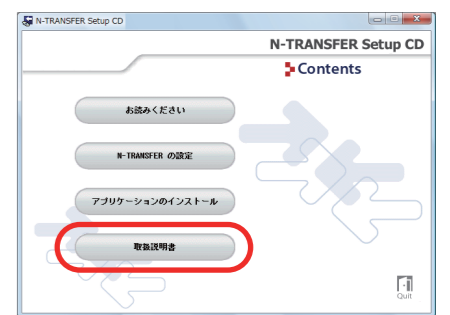 N-TRANSFER Setup CD
N-TRANSFER Setup CD
Contents
お読みください
N-TRANSFER の設定
アプリケーションのインストール
取扱説明書
Quit